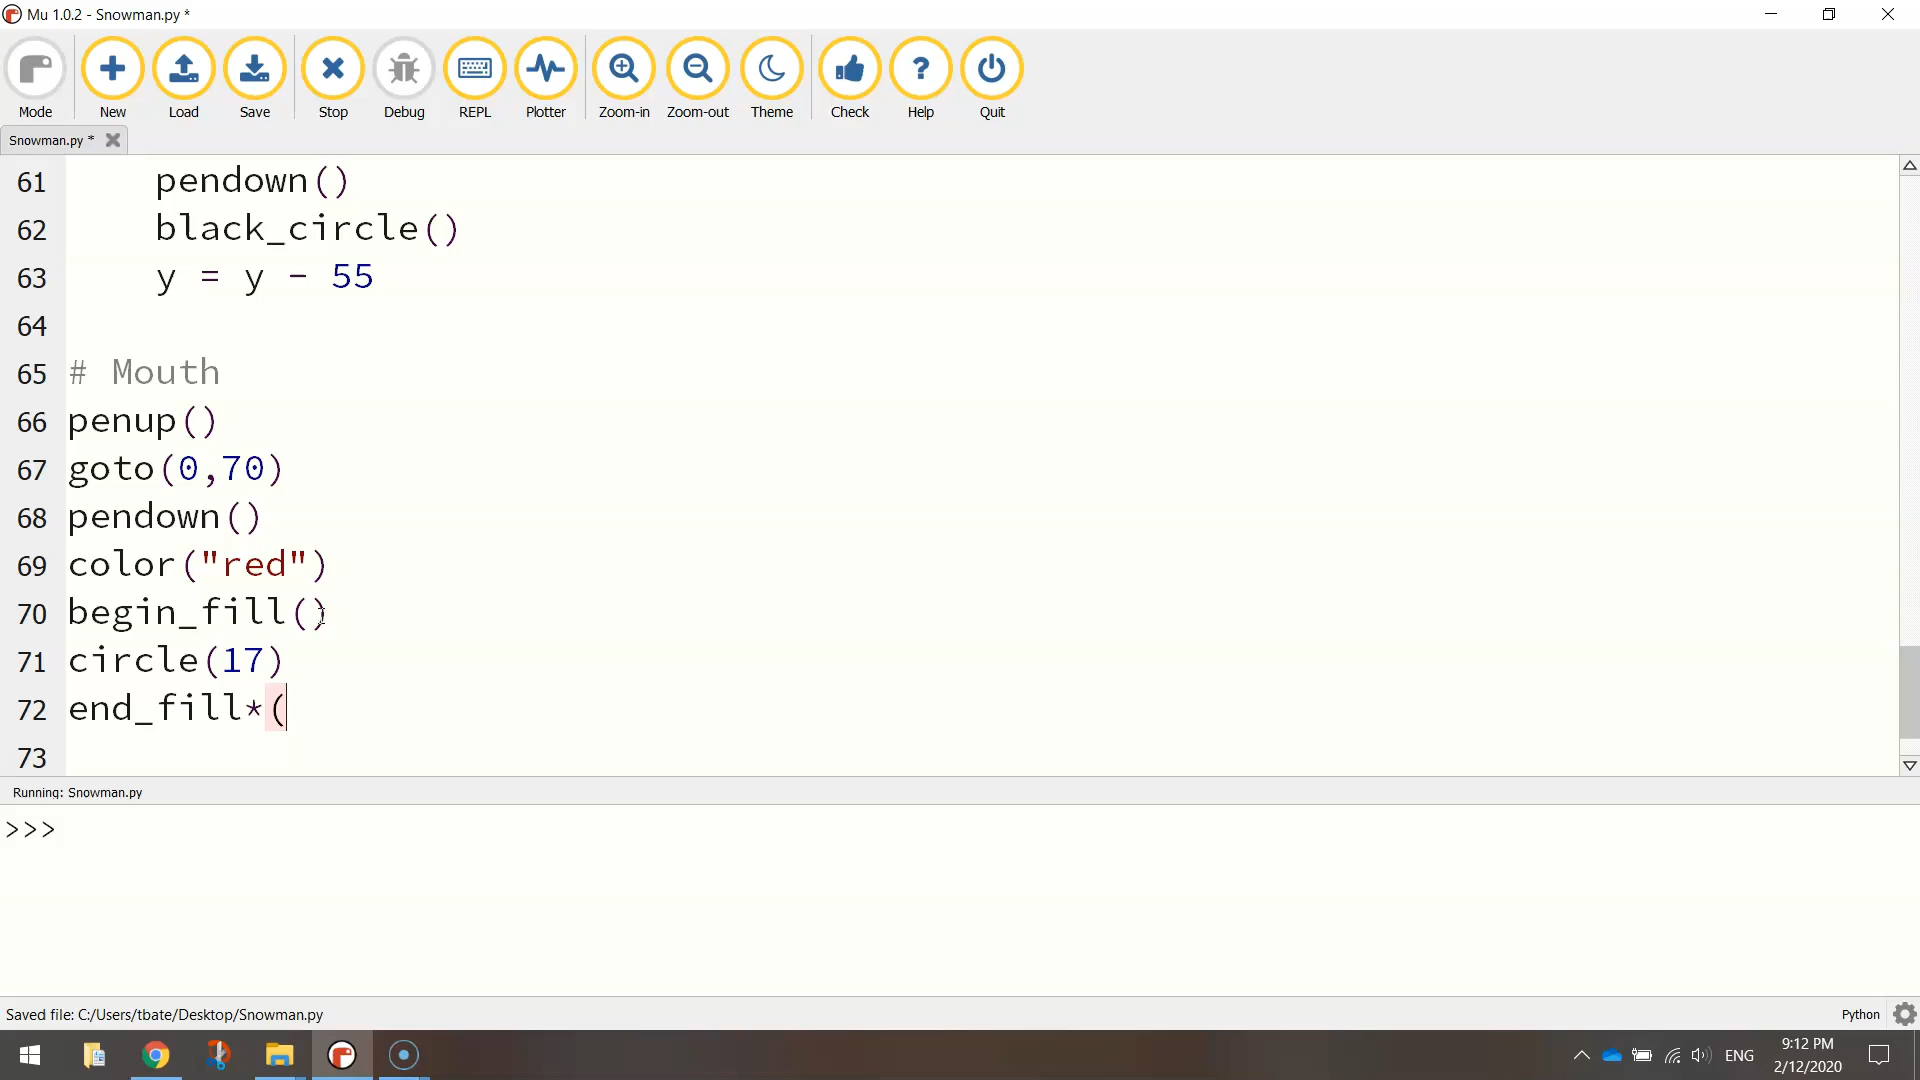 Mu 1.0.2 - Snowman.py *
Mode New Load Save Stop Debug REPL Plotter Zoom-in Zoom-out Theme Check Help Quit
Snowman.py *
61 pendown()
62 black_circle()
63 y = y - 55
64
65 # Mouth
66 penup()
67 goto(0,70)
68 pendown()
69 color("red")
70 begin_fill()
71 circle(17)
72 end_fill*(
73
Running: Snowman.py
>>>
Saved file: C:/Users/tbate/Desktop/Snowman.py Python
ENG 9:12 PM
2/12/2020